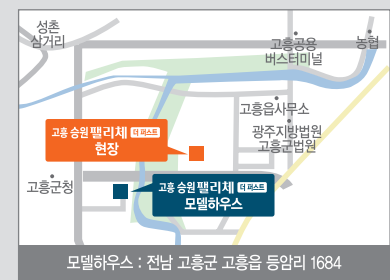 성촌
삼거리
고흥공용
버스터미널
농협
고흥읍사무소
광주지방법원
고흥군법원
고흥 승원팰리체 더 퍼스트
현장
고흥군청
고흥 승원팰리체 더 퍼스트
모델하우스
모델하우스 : 전남 고흥군 고흥읍 등암리 1684